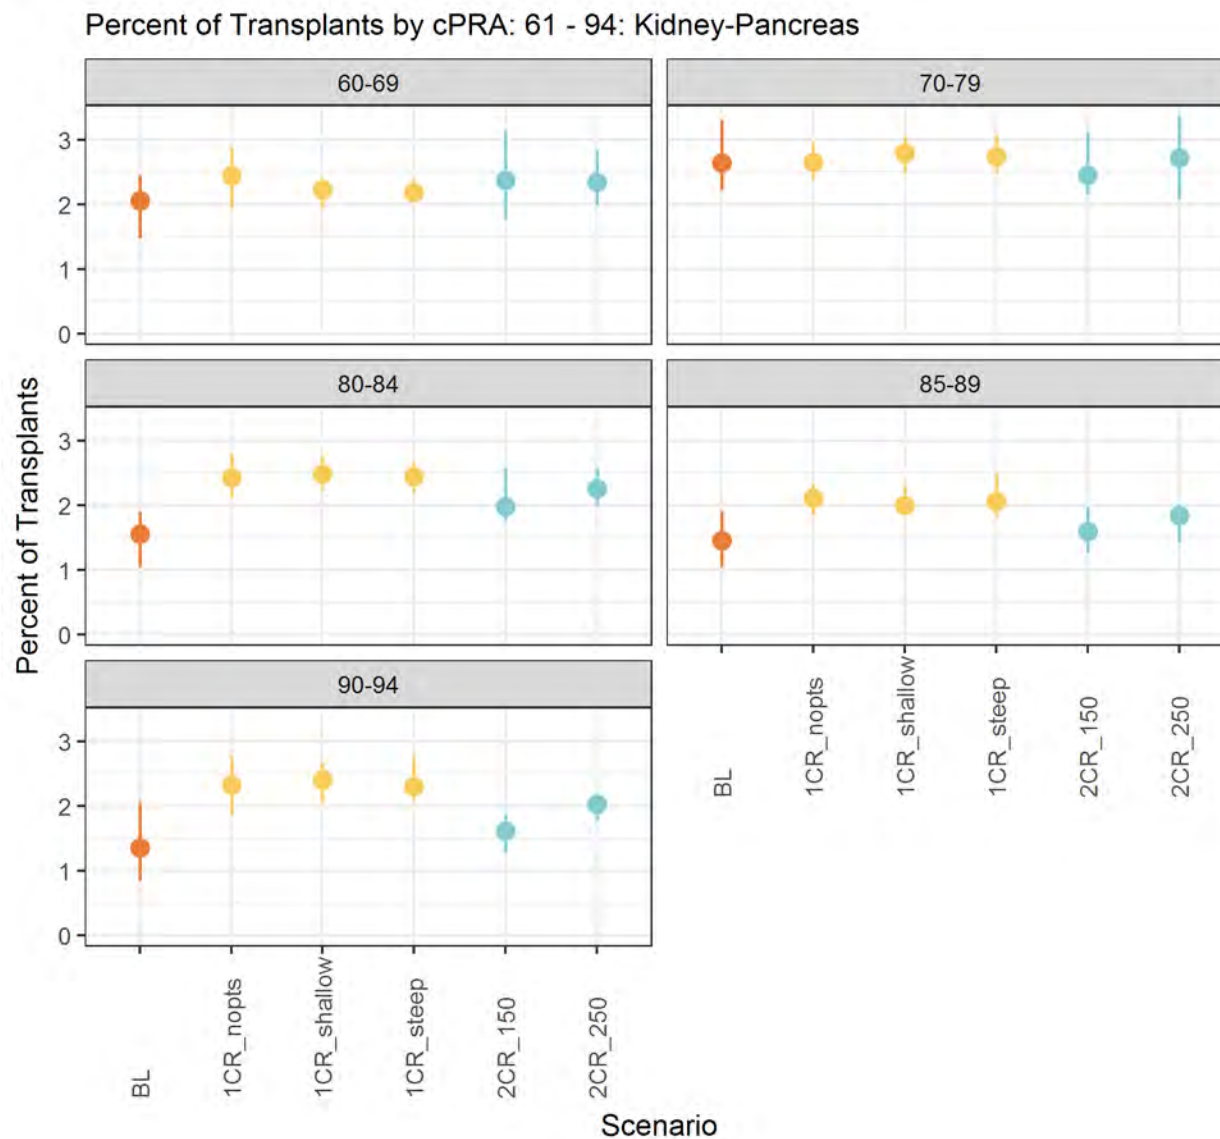 Percent of Transplants by cPRA: 61 - 94: Kidney-Pancreas
60-69
70-79
3
2
1
0
80-84
85-89
3
2
1
0
90-94
3
2
1
0
BL
1CR_nopts
1CR_shallow
1CR_steep
2CR_150
2CR_250
BL
1CR_nopts
1CR_shallow
1CR_steep
2CR_150
2CR_250
Percent of Transplants
Scenario